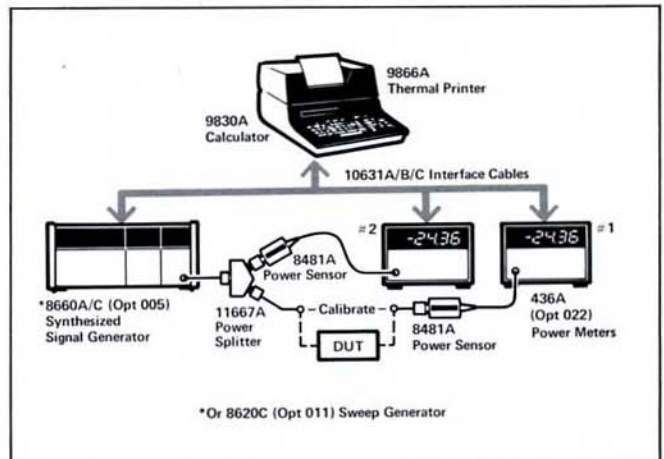 9866A
Thermal Printer
9830A
Calculator
10631A/B/C Interface Cables
#2
-24.36
-24.36
#1
8481A
Power Sensor
*8660A/C (Opt 005)
Synthesized
Signal Generator
11667A
Power
Splitter
Calibrate
DUT
8481A
Power Sensor
436A
(Opt 022)
Power Meters
*Or 8620C (Opt 011) Sweep Generator